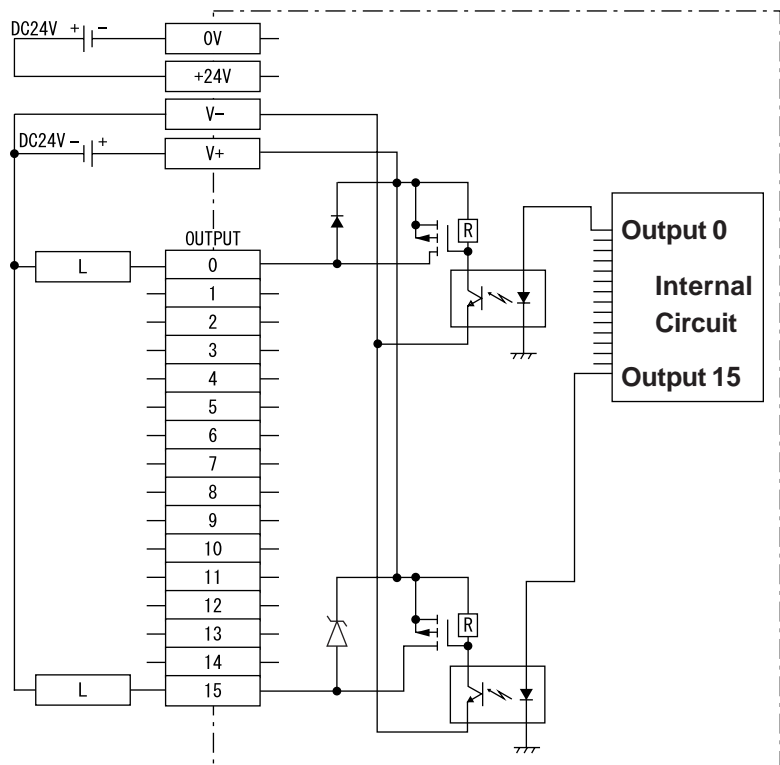 DC24V + −
0V
+24V
V−
DC24V − +
V+
OUTPUT
L
0
1
2
3
4
5
6
7
8
9
10
11
12
13
14
L
15
R
R
Output 0
Internal
Circuit
Output 15